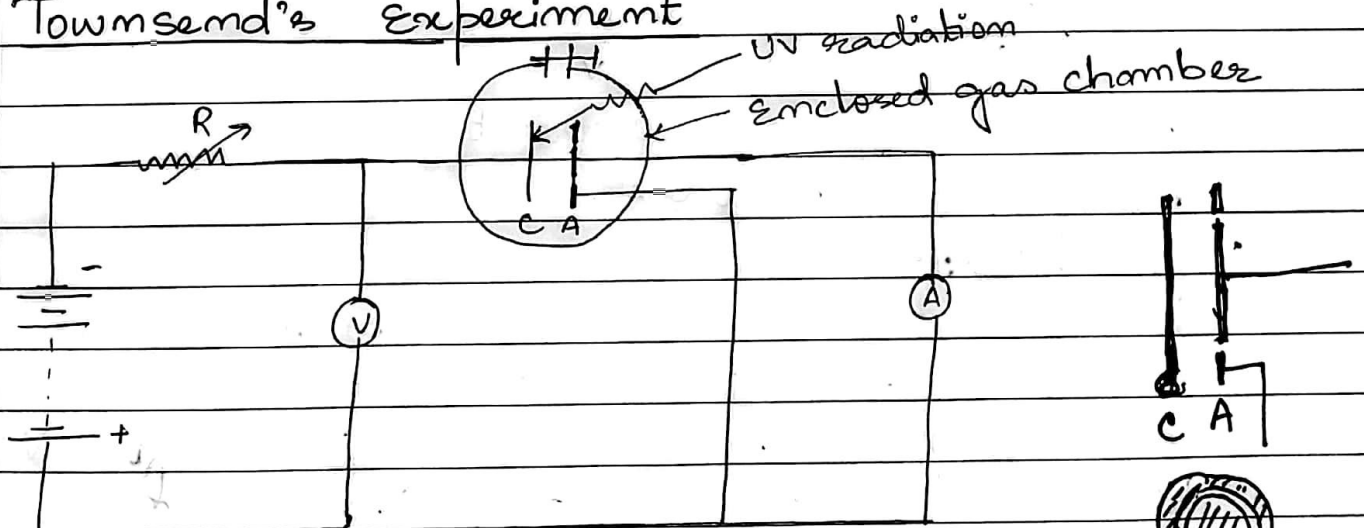 Townsend's Experiment
UV radiation
Enclosed gas chamber
R
C A
-
V
A
+
C A